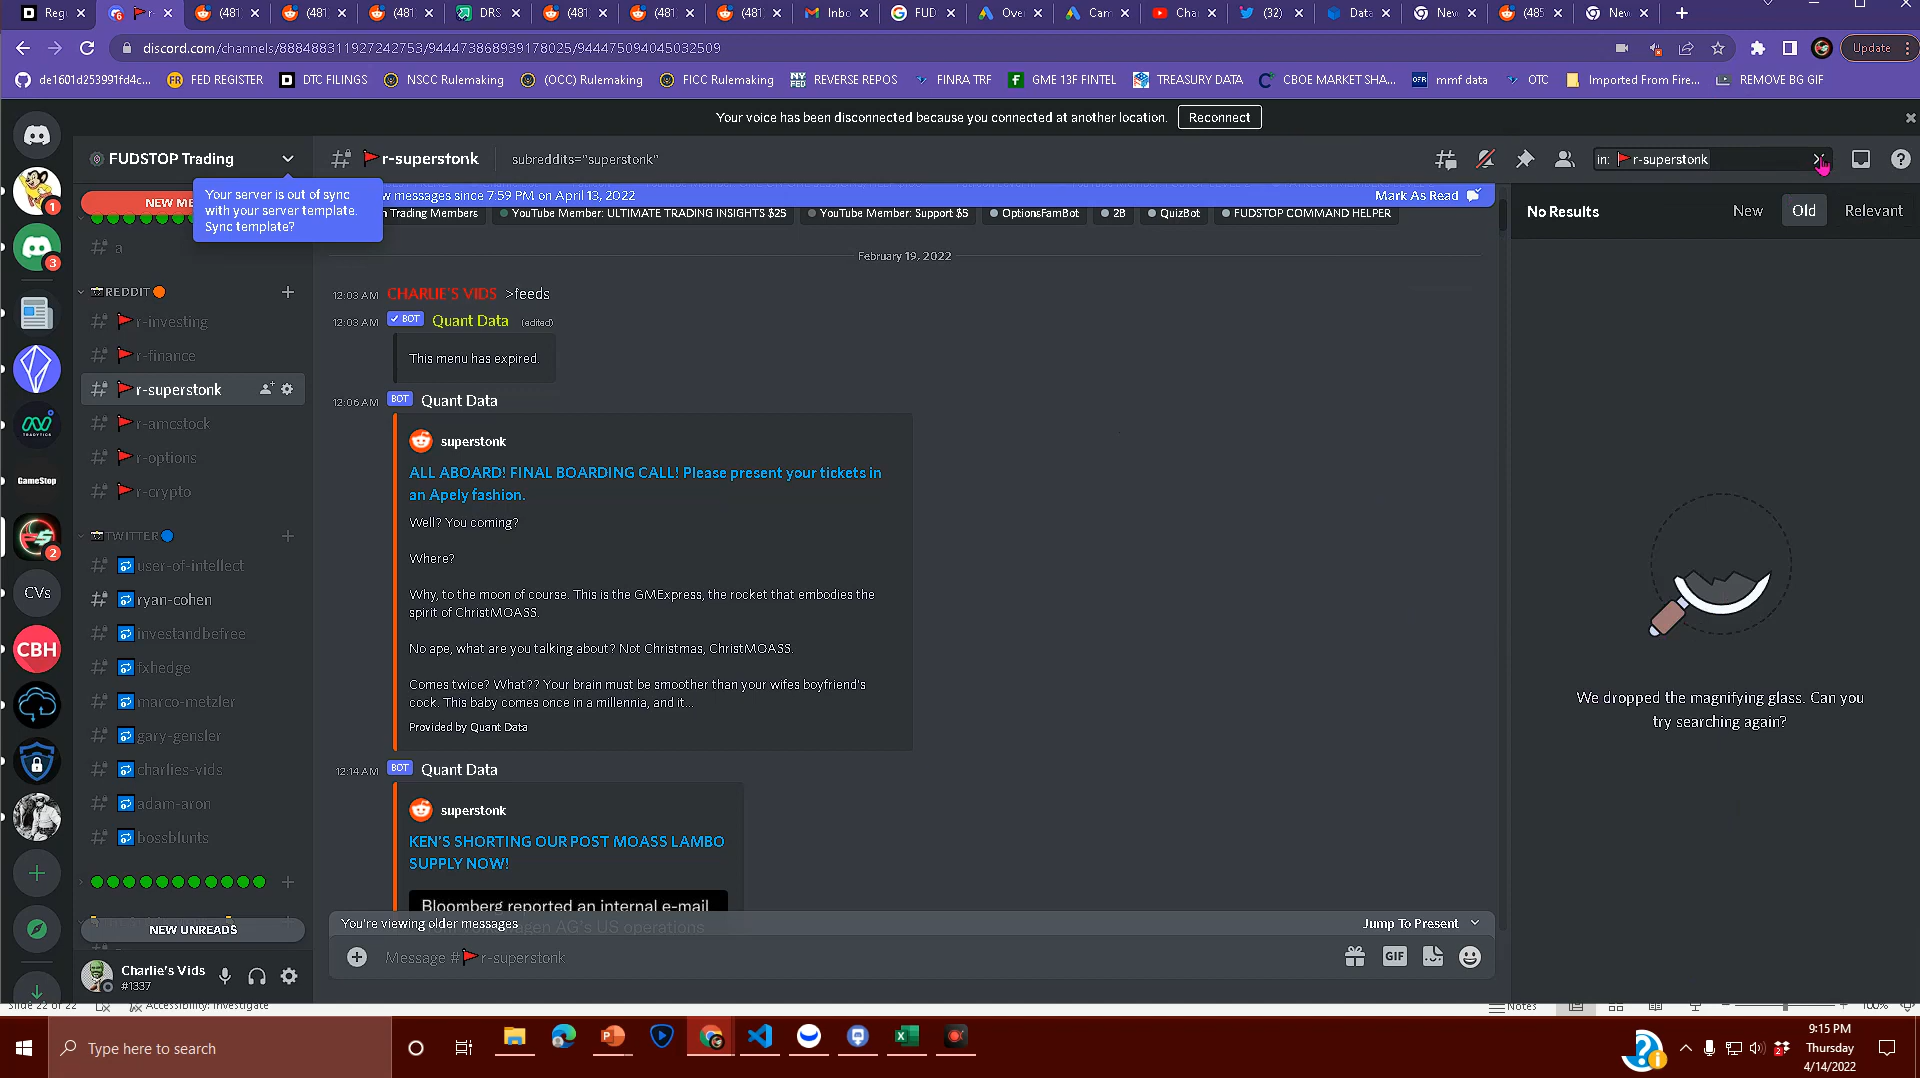 Reg
r-
(481
(481
(481
DRS
(481
(481
(481
Inbo
FUD
Ove
Cam
Cha
(32)
Data
Nev
(485
Nev
discord.com/channels/888488311927242753/944473868939178025/944475094045032509
Update
de1601d253991fd4c...
FED REGISTER
DTC FILINGS
NSCC Rulemaking
(OCC) Rulemaking
FICC Rulemaking
REVERSE REPOS
FINRA TRF
GME 13F FINTEL
TREASURY DATA
CBOE MARKET SHA...
mmf data
OTC
Imported From Fire...
REMOVE BG GIF
Your voice has been disconnected because you connected at another location.
Reconnect
FUDSTOP Trading
r-superstonk
subreddits="superstonk"
in: r-superstonk
Your server is out of sync
with your server template.
Sync template?
NEW ME
w messages since 7:59 PM on April 13, 2022
Mark As Read
n Trading Members
YouTube Member: ULTIMATE TRADING INSIGHTS $25
YouTube Member: Support $5
OptionsFamBot
2B
QuizBot
FUDSTOP COMMAND HELPER
No Results
New
Old
Relevant
a
REDDIT
r-investing
r-finance
r-superstonk
r-amcstock
r-options
r-crypto
TWITTER
user-of-intellect
ryan-cohen
investandbefree
fxhedge
marco-metzler
gary-gensler
charlies-vids
adam-aron
bossblunts
NEW UNREADS
Charlie's Vids
#1337
1
3
TRADYTICS
GameStop
2
CVs
CBH
February 19, 2022
12:03 AM CHARLIE'S VIDS >feeds
12:03 AM BOT Quant Data (edited)
This menu has expired.
12:06 AM BOT Quant Data
superstonk
ALL ABOARD! FINAL BOARDING CALL! Please present your tickets in
an Apely fashion.
Well? You coming?
Where?
Why, to the moon of course. This is the GMExpress, the rocket that embodies the
spirit of ChristMOASS.
No ape, what are you talking about? Not Christmas, ChristMOASS.
Comes twice? What?? Your brain must be smoother than your wifes boyfriend's
cock. This baby comes once in a millennia, and it...
Provided by Quant Data
12:14 AM BOT Quant Data
superstonk
KEN'S SHORTING OUR POST MOASS LAMBO
SUPPLY NOW!
Bloomberg reported an internal e-mail
agen AG's US operations
You're viewing older messages
Jump To Present
Message # r-superstonk
GIF
We dropped the magnifying glass. Can you
try searching again?
Slide 22 of 22
Accessibility: Investigate
Notes
100%
Type here to search
9:15 PM
Thursday
4/14/2022